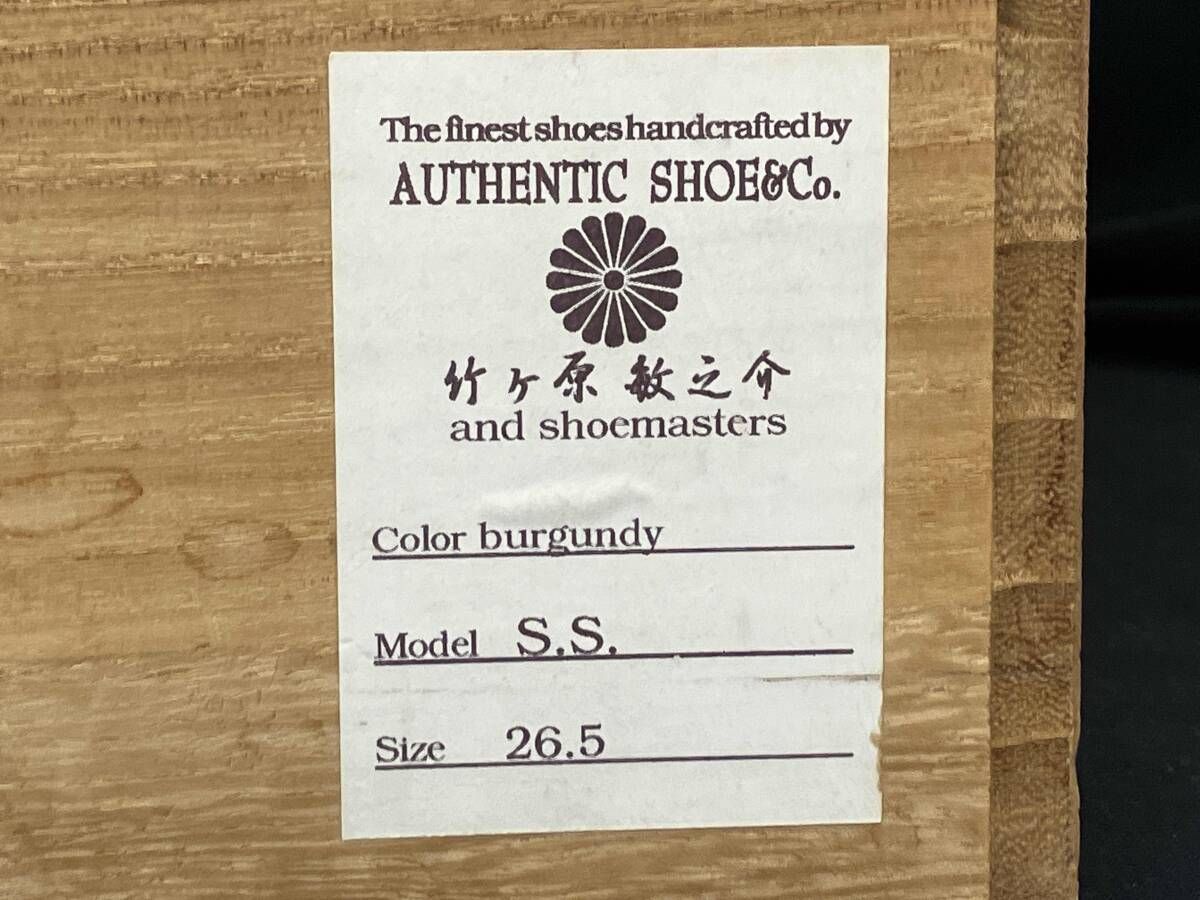 The finest shoes handcrafted by
AUTHENTIC SHOE&Co.
竹ヶ原 敏之介
and shoemasters
Color burgundy
Model S.S.
Size 26.5